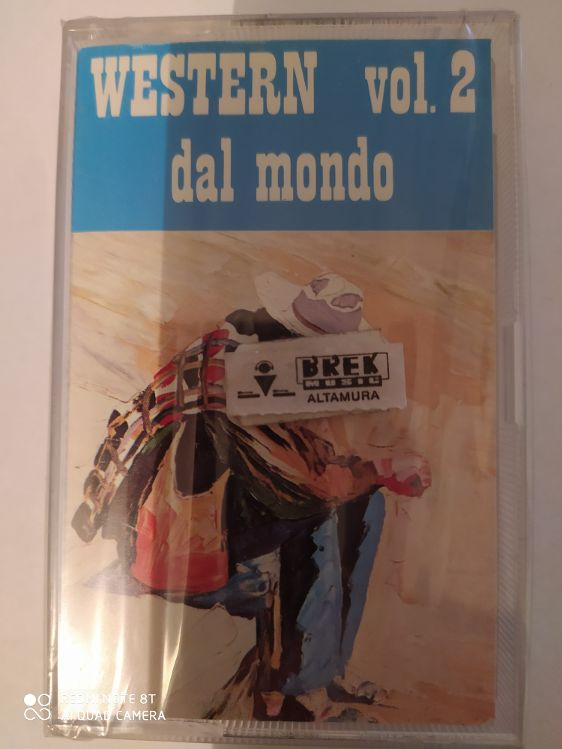 WESTERN vol. 2
dal mondo
BREK
MUSIC
ALTAMURA
REDMI NOTE 8T
AI QUAD CAMERA